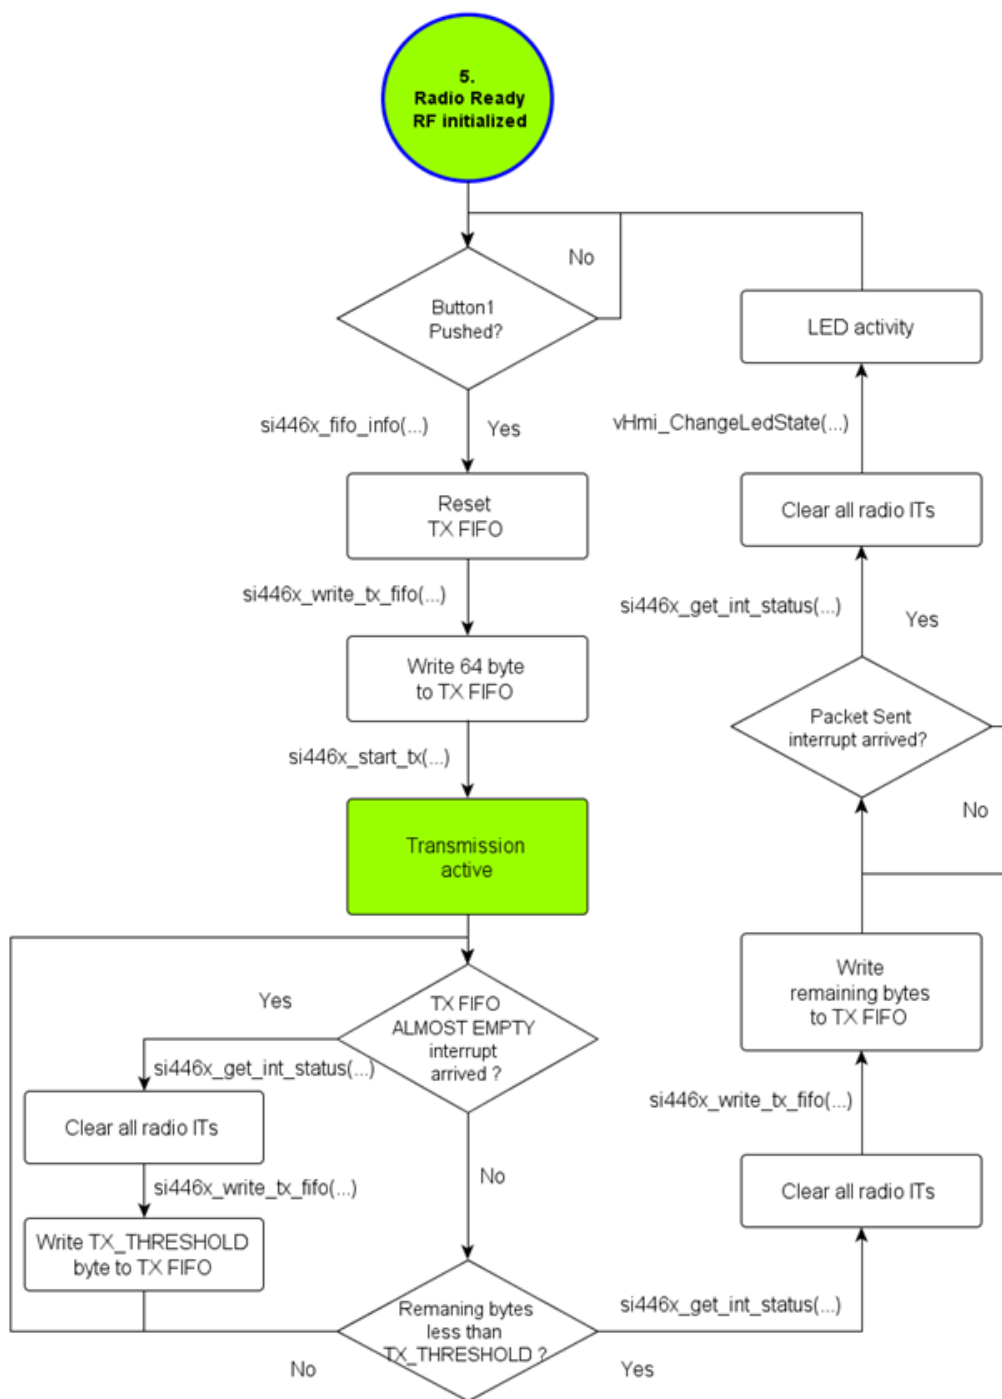 5.
Radio Ready
RF initialized
No
Button1
Pushed?
si446x_fifo_info(...)
Yes
Reset
TX FIFO
si446x_write_tx_fifo(...)
Write 64 byte
to TX FIFO
si446x_start_tx(...)
Transmission
active
Yes
TX FIFO
ALMOST EMPTY
interrupt
arrived ?
si446x_get_int_status(...)
Clear all radio ITs
si446x_write_tx_fifo(...)
Write TX_THRESHOLD
byte to TX FIFO
No
Remaning bytes
less than
TX_THRESHOLD ?
No
Yes
si446x_get_int_status(...)
Clear all radio ITs
si446x_write_tx_fifo(...)
Write
remaining bytes
to TX FIFO
Packet Sent
interrupt arrived?
No
Yes
si446x_get_int_status(...)
Clear all radio ITs
vHmi_ChangeLedState(...)
LED activity